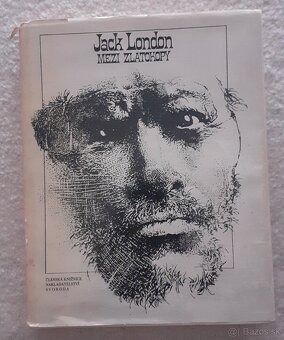 Jack London
MEZI ZLATOKOPY
ČLENSKÁ KNIŽNICE
NAKLADATELSTVÍ
SVOBODA
Bazos.sk